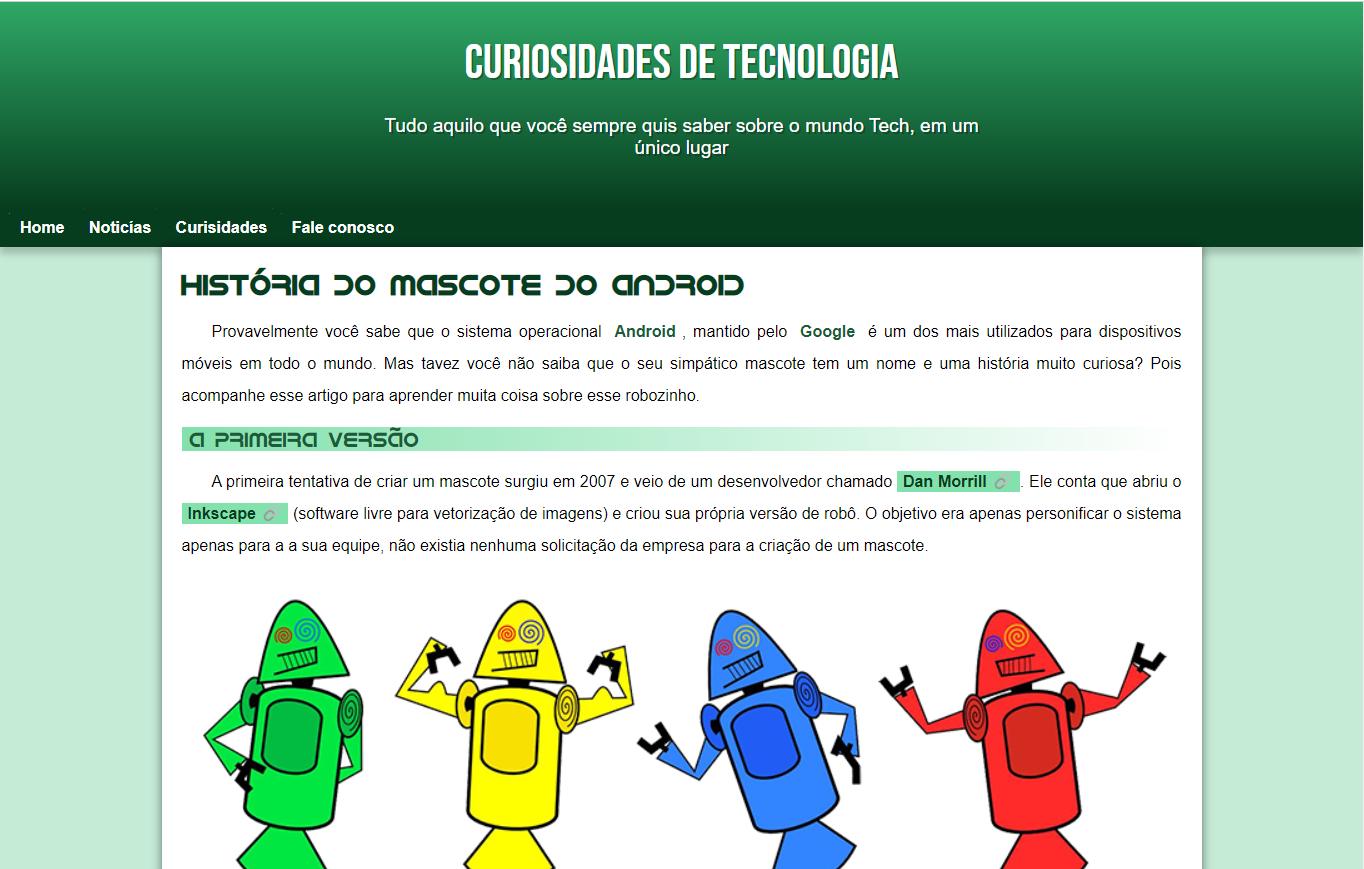 CURIOSIDADES DE TECNOLOGIA
Tudo aquilo que você sempre quis saber sobre o mundo Tech, em um
único lugar
Home Noticías Curisidades Fale conosco
HISTÓRIA DO MASCOTE DO ANDROID
Provavelmente você sabe que o sistema operacional Android , mantido pelo Google é um dos mais utilizados para dispositivos
móveis em todo o mundo. Mas tavez você não saiba que o seu simpático mascote tem um nome e uma história muito curiosa? Pois
acompanhe esse artigo para aprender muita coisa sobre esse robozinho.
A PRIMEIRA VERSÃO
A primeira tentativa de criar um mascote surgiu em 2007 e veio de um desenvolvedor chamado Dan Morrill . Ele conta que abriu o
Inkscape (software livre para vetorização de imagens) e criou sua própria versão de robô. O objetivo era apenas personificar o sistema
apenas para a a sua equipe, não existia nenhuma solicitação da empresa para a criação de um mascote.